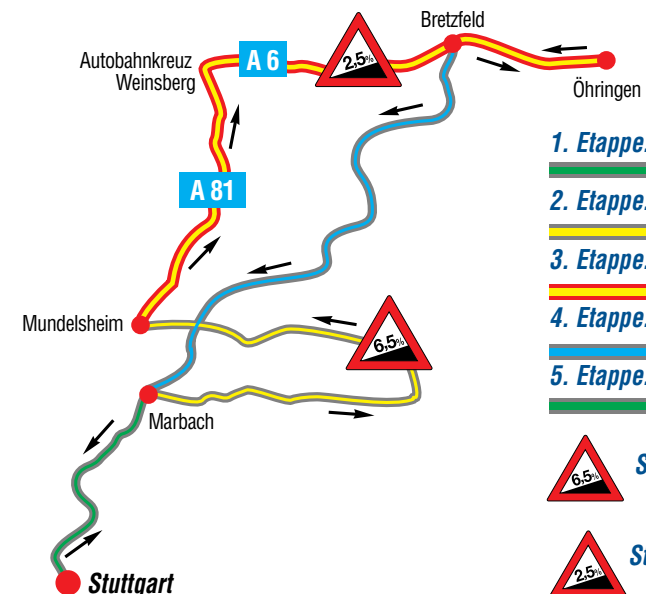 Bretzfeld
Autobahnkreuz
Weinsberg
A 6
2,5%
Öhringen
1. Etappe:
A 81
2. Etappe:
3. Etappe:
4. Etappe:
Mundelsheim
6,5%
5. Etappe:
Marbach
6,5%
2,5%
Stuttgart